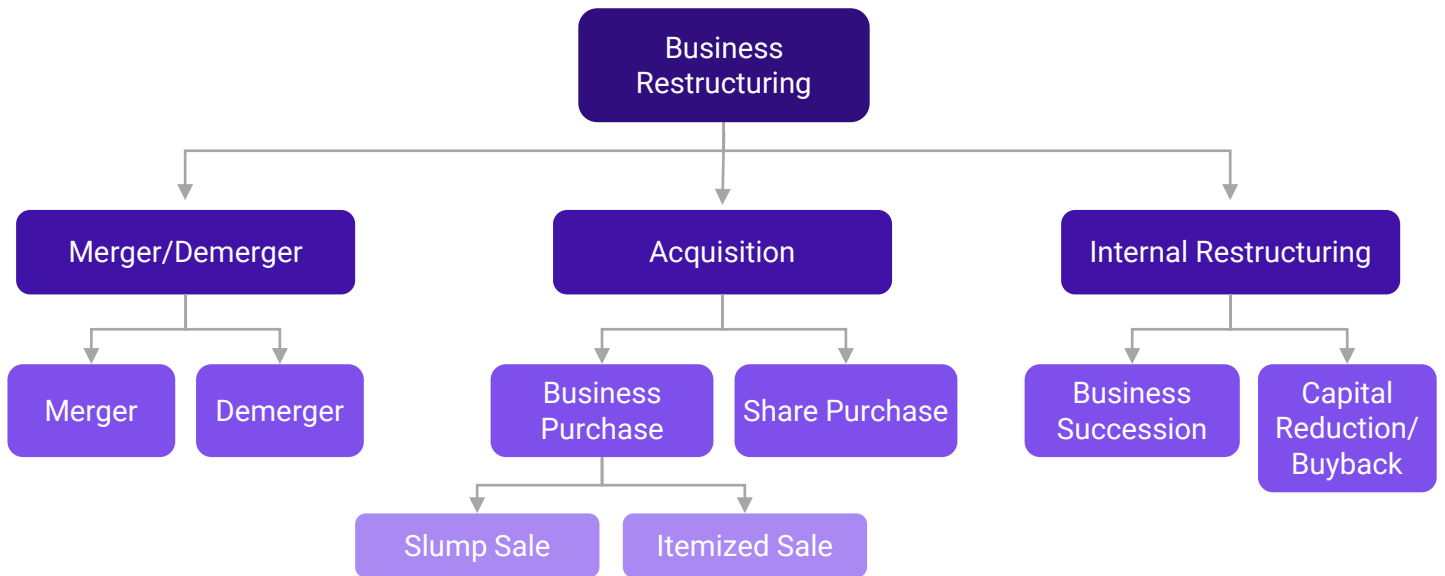 Business
Restructuring
Merger/Demerger
Acquisition
Internal Restructuring
Merger
Demerger
Business
Purchase
Share Purchase
Business
Succession
Capital
Reduction/
Buyback
Slump Sale
Itemized Sale